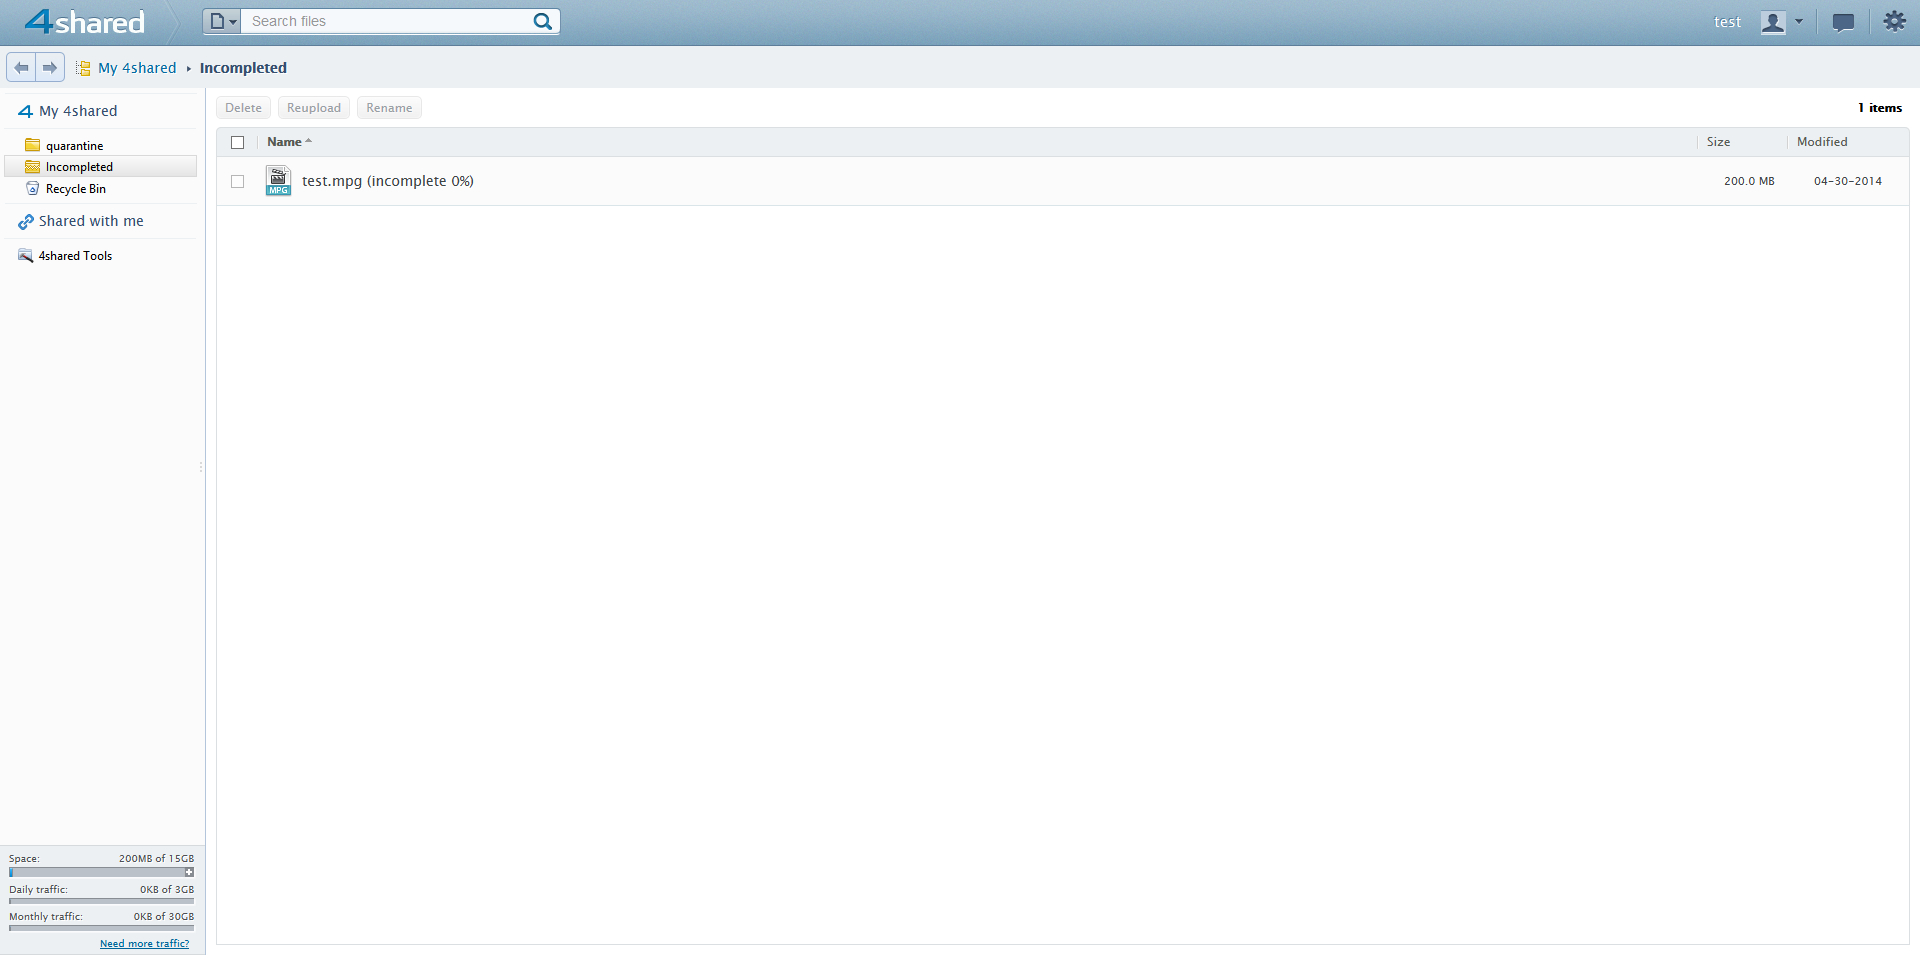 4shared
Search files
test
My 4shared
Incompleted
My 4shared
quarantine
Incompleted
Recycle Bin
Shared with me
4shared Tools
Delete
Reupload
Rename
1 items
Name
Size
Modified
MPG
test.mpg (incomplete 0%)
200.0 MB
04-30-2014
Space: 200MB of 15GB
Daily traffic: 0KB of 3GB
Monthly traffic: 0KB of 30GB
Need more traffic?